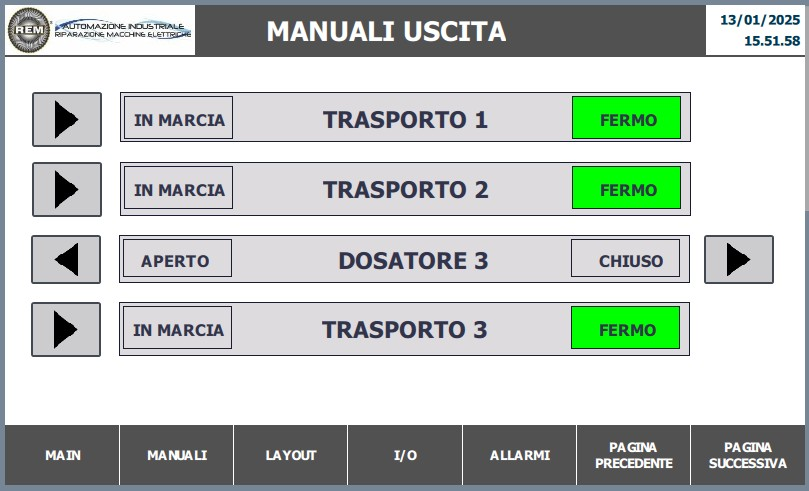 REM
AUTOMAZIONE INDUSTRIALE
RIPARAZIONE MACCHINE ELETTRICHE
MANUALI USCITA
13/01/2025
15.51.58
IN MARCIA TRASPORTO 1 FERMO
IN MARCIA TRASPORTO 2 FERMO
APERTO DOSATORE 3 CHIUSO
IN MARCIA TRASPORTO 3 FERMO
MAIN MANUALI LAYOUT I/O ALLARMI
PAGINA PRECEDENTE
PAGINA SUCCESSIVA